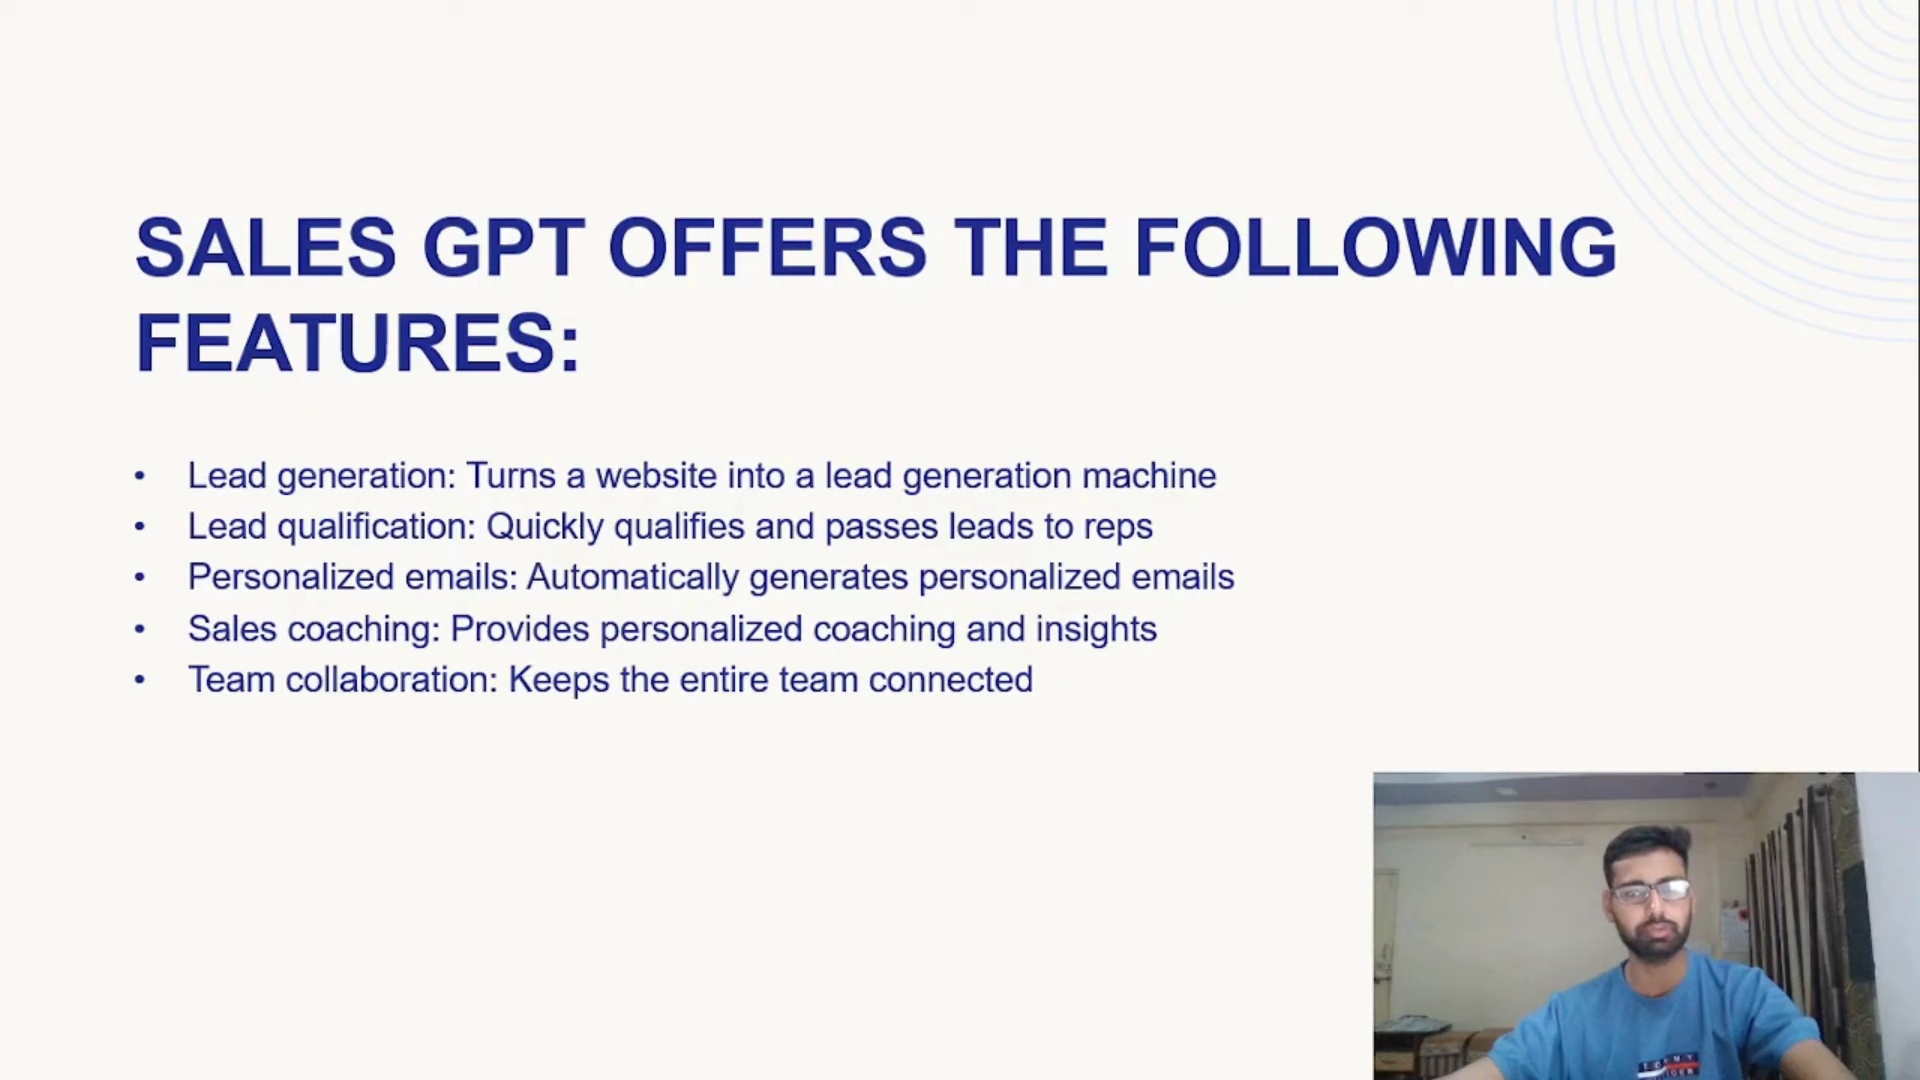 SALES GPT OFFERS THE FOLLOWING
FEATURES:
• Lead generation: Turns a website into a lead generation machine
• Lead qualification: Quickly qualifies and passes leads to reps
• Personalized emails: Automatically generates personalized emails
• Sales coaching: Provides personalized coaching and insights
• Team collaboration: Keeps the entire team connected